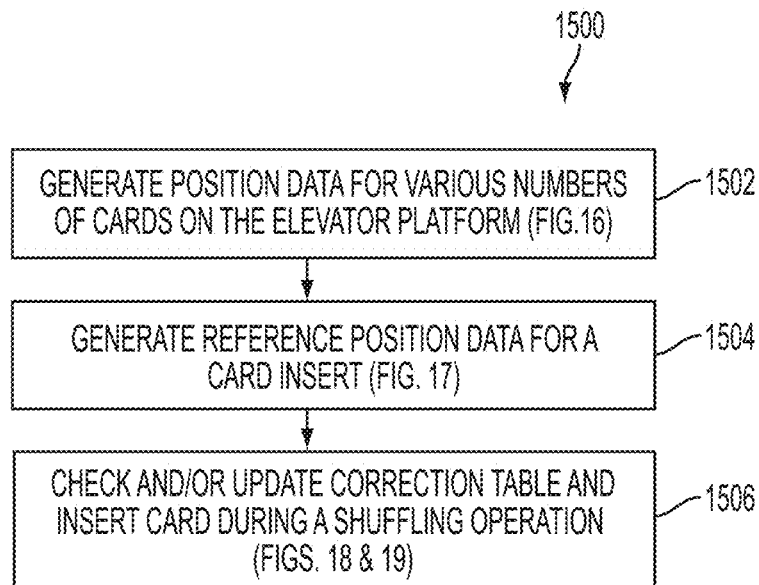 1500
GENERATE POSITION DATA FOR VARIOUS NUMBERS
OF CARDS ON THE ELEVATOR PLATFORM (FIG.16)
1502
GENERATE REFERENCE POSITION DATA FOR A
CARD INSERT (FIG. 17)
1504
CHECK AND/OR UPDATE CORRECTION TABLE AND
INSERT CARD DURING A SHUFFLING OPERATION
(FIGS. 18 & 19)
1506